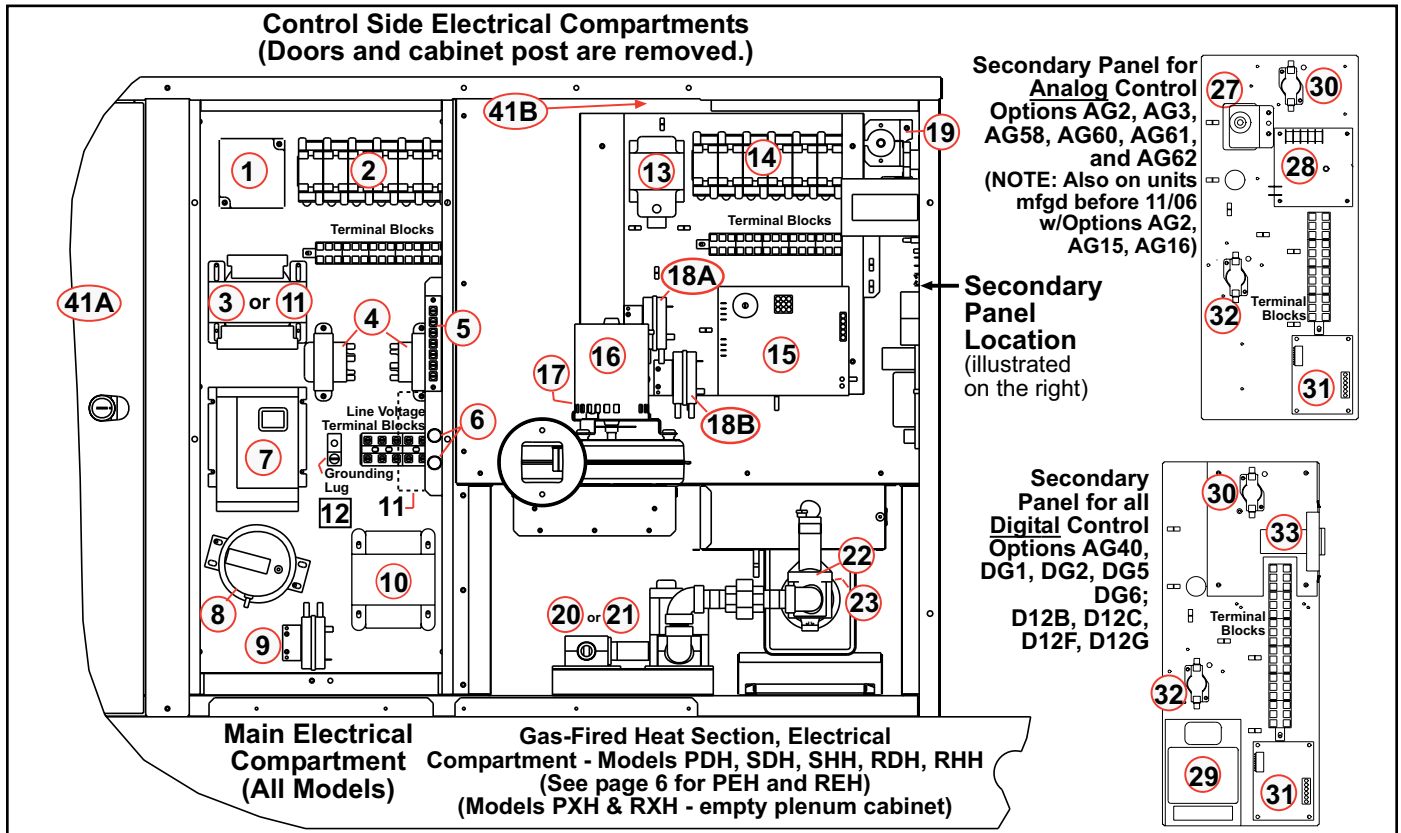 Control Side Electrical Compartments
(Doors and cabinet post are removed.)
41B
19
1
2
13
14
Terminal Blocks
Terminal Blocks
41A
3 or 11
18A
4
5
16
15
17
18B
Line Voltage
Terminal Blocks
6
7
Grounding
Lug
12
11
8
10
9
22
23
20 or 21
Secondary
Panel
Location
(illustrated
on the right)
Main Electrical
Compartment
(All Models)
Gas-Fired Heat Section, Electrical
Compartment - Models PDH, SDH, SHH, RDH, RHH
(See page 6 for PEH and REH)
(Models PXH & RXH - empty plenum cabinet)
Secondary Panel for
Analog Control
Options AG2, AG3,
AG58, AG60, AG61,
and AG62
(NOTE: Also on units
mfgd before 11/06
w/Options AG2,
AG15, AG16)
27
30
28
32
Terminal
Blocks
31
Secondary
Panel for all
Digital Control
Options AG40,
DG1, DG2, DG5
DG6;
D12B, D12C,
D12F, D12G
30
33
Terminal
Blocks
32
29
31